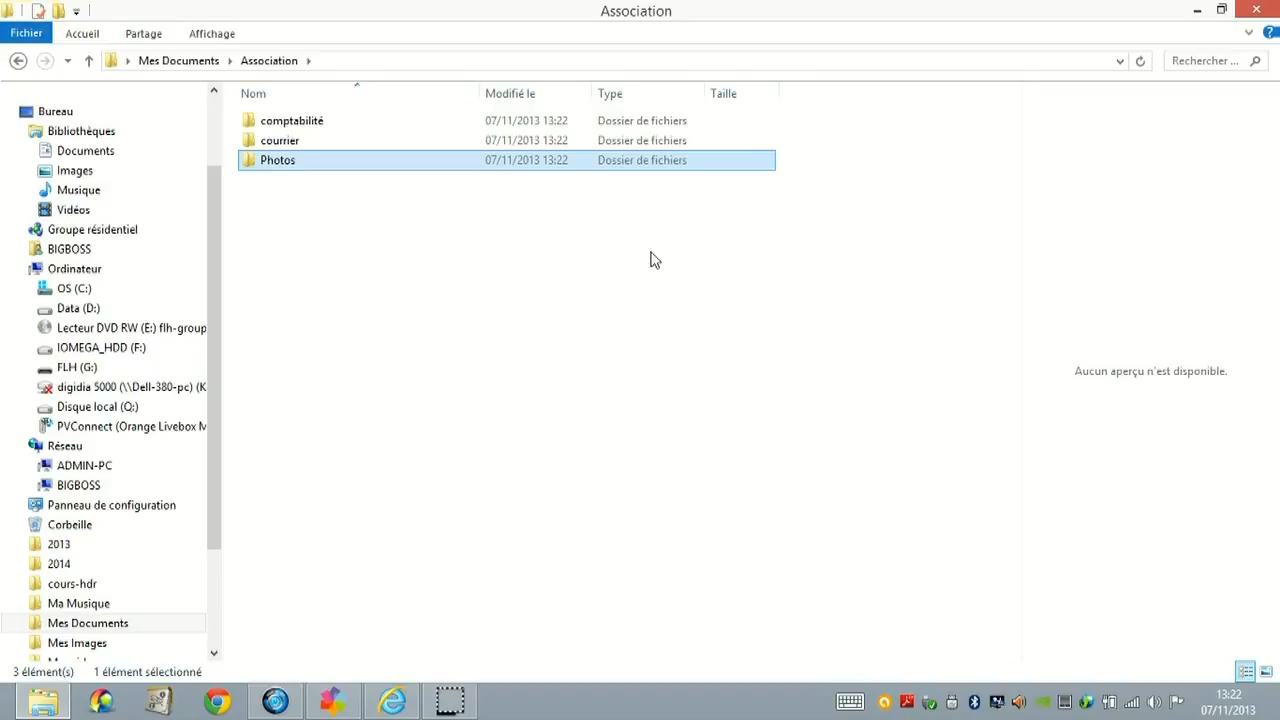 Association
Fichier Accueil Partage Affichage
Mes Documents Association Rechercher ...
Nom Modifié le Type Taille
comptabilité 07/11/2013 13:22 Dossier de fichiers
courrier 07/11/2013 13:22 Dossier de fichiers
Photos 07/11/2013 13:22 Dossier de fichiers
Bureau
Bibliothèques
Documents
Images
Musique
Vidéos
Groupe résidentiel
BIGBOSS
Ordinateur
OS (C:)
Data (D:)
Lecteur DVD RW (E:) flh-group
IOMEGA_HDD (F:)
FLH (G:)
digidia 5000 (\\Dell-380-pc) (K
Disque local (Q:)
PVConnect (Orange Livebox M
Réseau
ADMIN-PC
BIGBOSS
Panneau de configuration
Corbeille
2013
2014
cours-hdr
Ma Musique
Mes Documents
Mes Images
Aucun aperçu n'est disponible.
3 élément(s) 1 élément sélectionné
13:22
07/11/2013